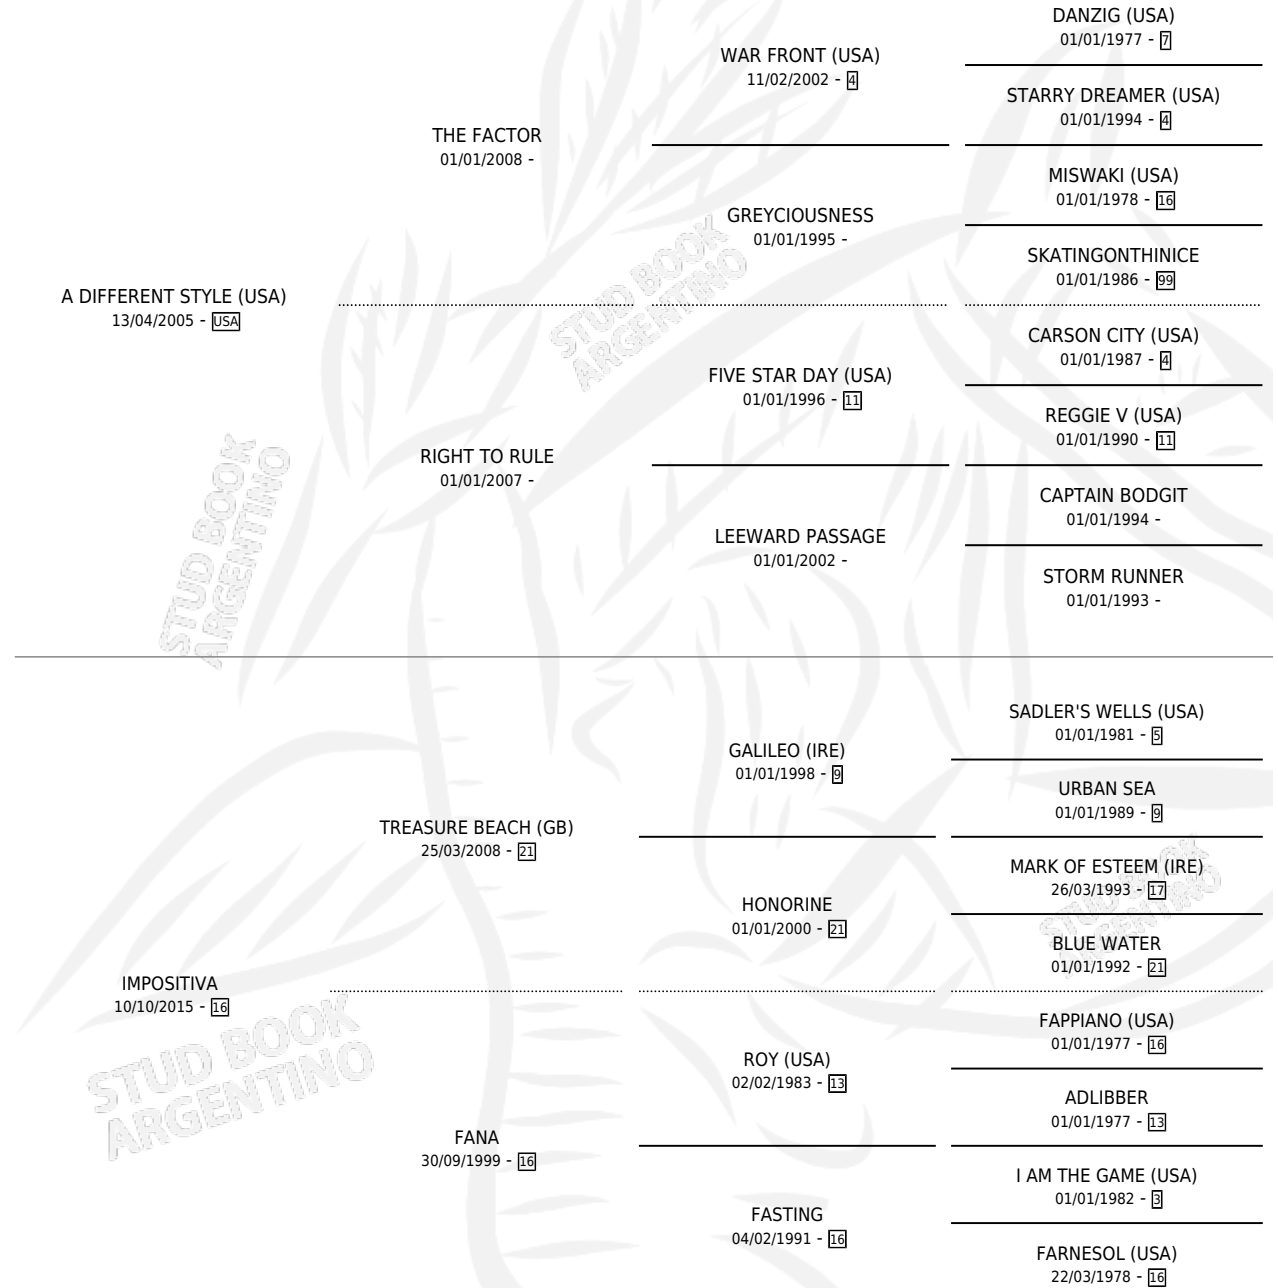 DANZIG (USA)
01/01/1977 - 7
WAR FRONT (USA)
11/02/2002 - 4
STARRY DREAMER (USA)
01/01/1994 - 4
THE FACTOR
01/01/2008 -
MISWAKI (USA)
01/01/1978 - 16
GREYCIOUSNESS
01/01/1995 -
SKATINGONTHINICE
01/01/1986 - 99
A DIFFERENT STYLE (USA)
13/04/2005 - USA
CARSON CITY (USA)
01/01/1987 - 4
FIVE STAR DAY (USA)
01/01/1996 - 11
REGGIE V (USA)
01/01/1990 - 11
RIGHT TO RULE
01/01/2007 -
CAPTAIN BODGIT
01/01/1994 -
LEEWARD PASSAGE
01/01/2002 -
STORM RUNNER
01/01/1993 -
STUD BOOK
ARGENTINO
STUD BOOK
ARGENTINO
SADLER'S WELLS (USA)
01/01/1981 - 5
GALILEO (IRE)
01/01/1998 - 9
URBAN SEA
01/01/1989 - 9
TREASURE BEACH (GB)
25/03/2008 - 21
MARK OF ESTEEM (IRE)
26/03/1993 - 17
HONORINE
01/01/2000 - 21
BLUE WATER
01/01/1992 - 21
IMPOSITIVA
10/10/2015 - 16
FAPPIANO (USA)
01/01/1977 - 16
ROY (USA)
02/02/1983 - 13
ADLIBBER
01/01/1977 - 13
FANA
30/09/1999 - 16
I AM THE GAME (USA)
01/01/1982 - 3
FASTING
04/02/1991 - 16
FARNESOL (USA)
22/03/1978 - 16
STUD BOOK
ARGENTINO
STUD BOOK
ARGENTINO